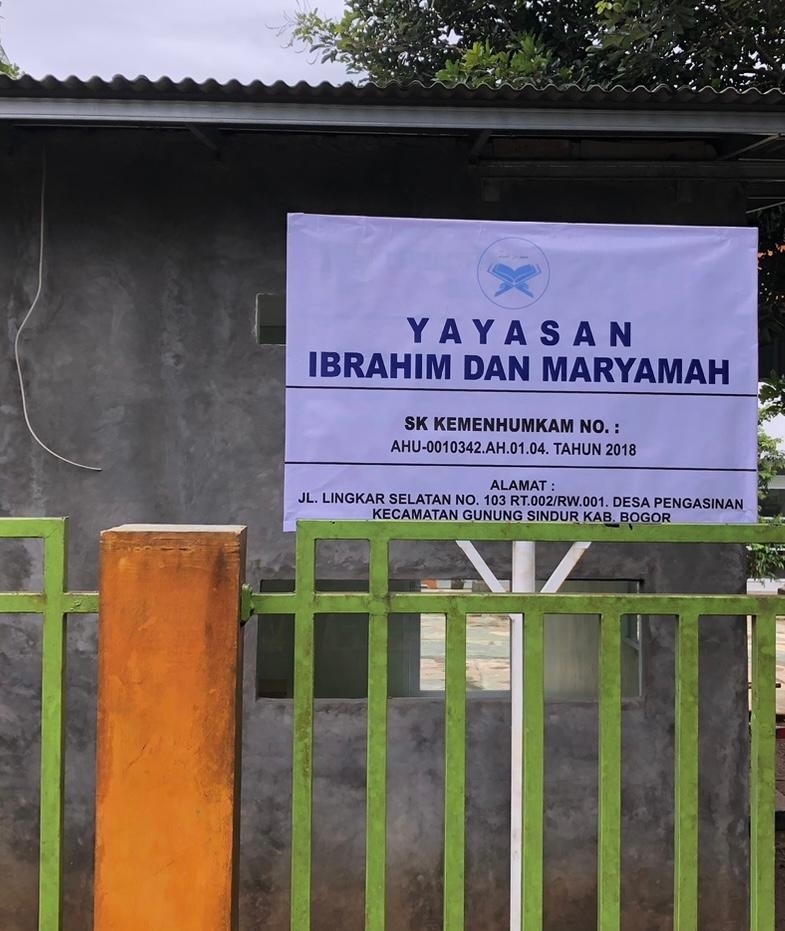 YAYASAN
IBRAHIM DAN MARYAMAH
SK KEMENHUMKAM NO. :
AHU-0010342.AH.01.04. TAHUN 2018
ALAMAT :
JL. LINGKAR SELATAN NO. 103 RT.002/RW.001. DESA PENGASINAN
KECAMATAN GUNUNG SINDUR KAB. BOGOR